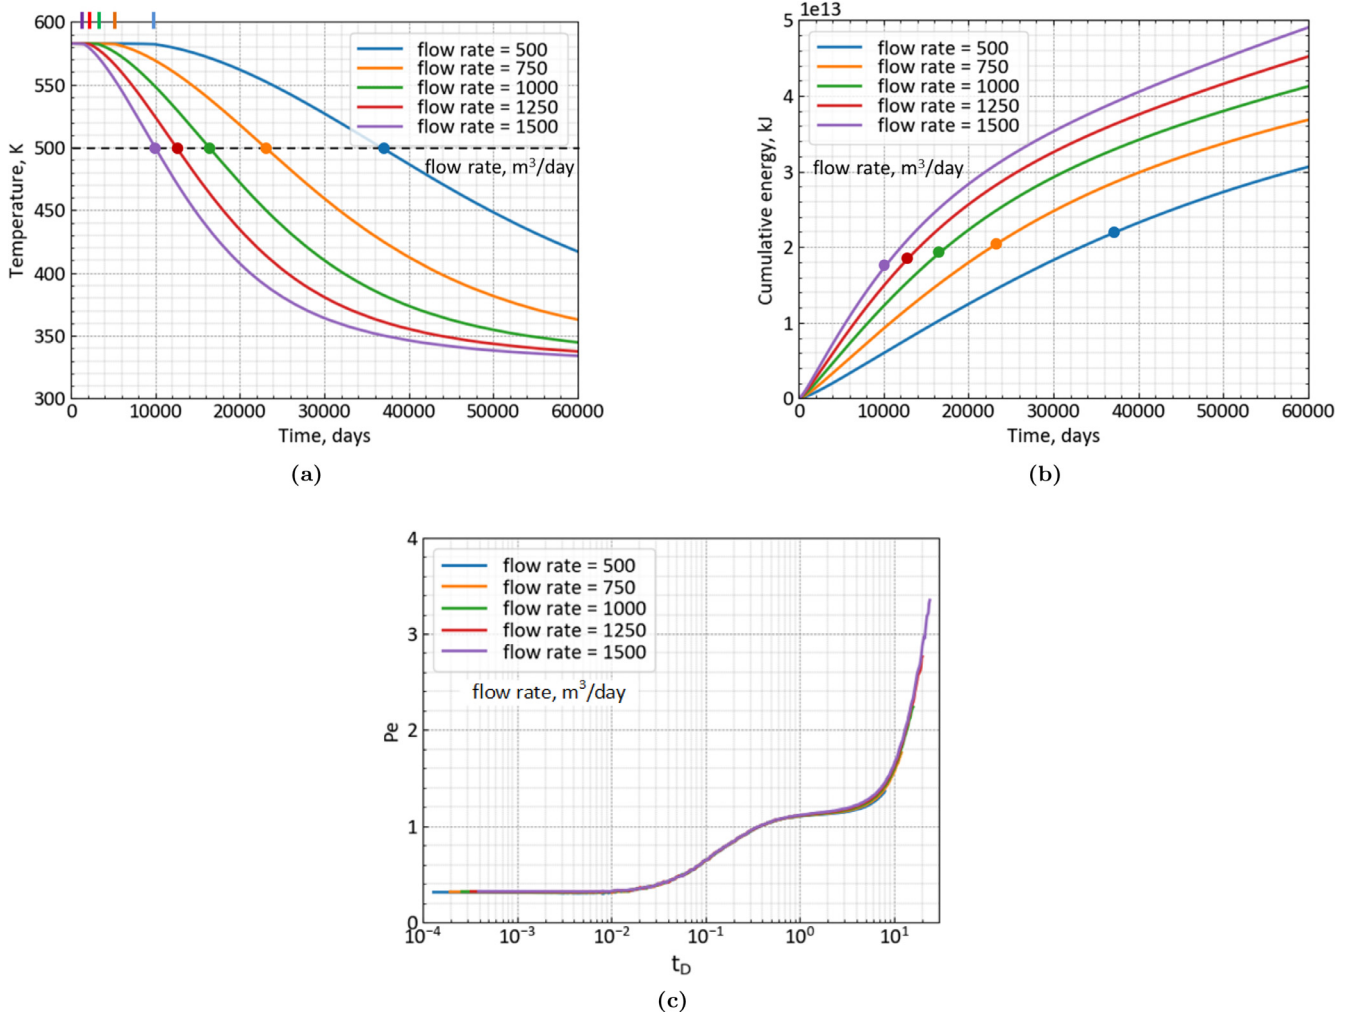 600
550
500
450
400
350
300
0 10000 20000 30000 40000 50000 60000
Temperature, K
Time, days
flow rate = 500
flow rate = 750
flow rate = 1000
flow rate = 1250
flow rate = 1500
flow rate, m³/day
(a)
1e13
5
4
3
2
1
0
0 10000 20000 30000 40000 50000 60000
Cumulative energy, kJ
Time, days
flow rate = 500
flow rate = 750
flow rate = 1000
flow rate = 1250
flow rate = 1500
flow rate, m³/day
(b)
4
3
2
1
0
10⁻⁴ 10⁻³ 10⁻² 10⁻¹ 10⁰ 10¹
Pe
t_D
flow rate = 500
flow rate = 750
flow rate = 1000
flow rate = 1250
flow rate = 1500
flow rate, m³/day
(c)